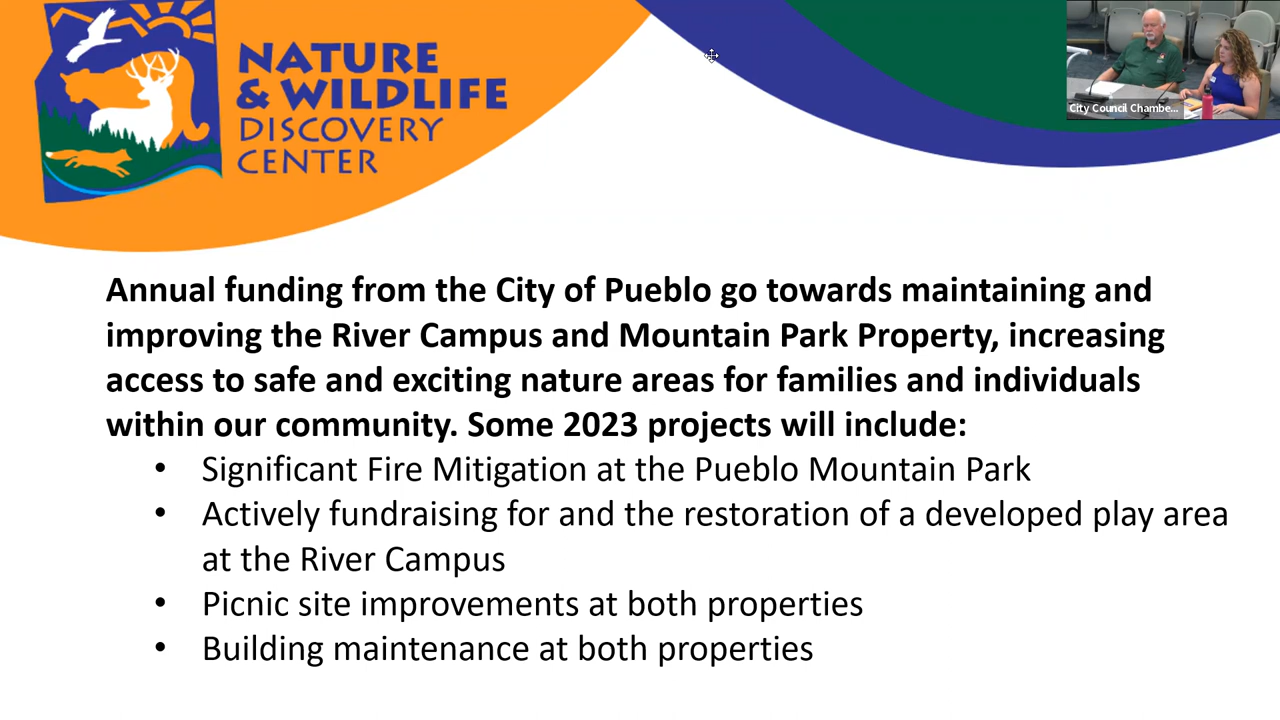 NATURE
& WILDLIFE
DISCOVERY
CENTER
City Council Chambe...
Annual funding from the City of Pueblo go towards maintaining and
improving the River Campus and Mountain Park Property, increasing
access to safe and exciting nature areas for families and individuals
within our community. Some 2023 projects will include:
• Significant Fire Mitigation at the Pueblo Mountain Park
• Actively fundraising for and the restoration of a developed play area
at the River Campus
• Picnic site improvements at both properties
• Building maintenance at both properties